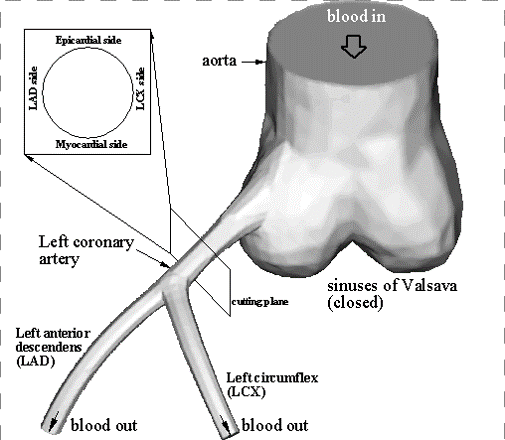 blood in
aorta
Epicardial side
LAD side
LCX side
Myocardial side
Left coronary
artery
cutting plane
sinuses of Valsava
(closed)
Left anterior
descendens
(LAD)
Left circumflex
(LCX)
blood out
blood out